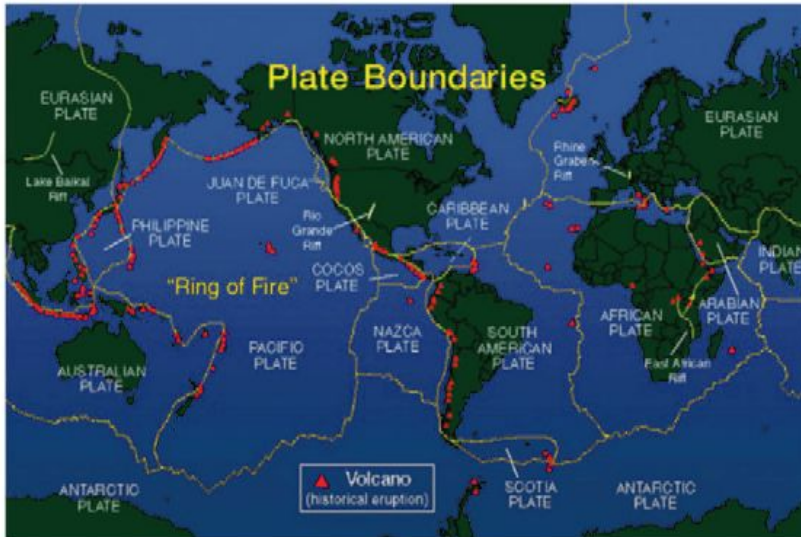 Plate Boundaries
EURASIAN
PLATE
Lake Baikal
Rift
PHILIPPINE
PLATE
JUAN DE FUCA
PLATE
NORTH AMERICAN
PLATE
Rio
Grande
Rift
Rhine
Graben
Rift
EURASIAN
PLATE
CARIBBEAN
PLATE
COCOS
PLATE
"Ring of Fire"
INDIAN
PLATE
ARABIAN
PLATE
AFRICAN
PLATE
East African
Rift
AUSTRALIAN
PLATE
PACIFIC
PLATE
NAZCA
PLATE
SOUTH
AMERICAN
PLATE
ANTARCTIC
PLATE
Volcano
(historical eruption)
SCOTIA
PLATE
ANTARCTIC
PLATE